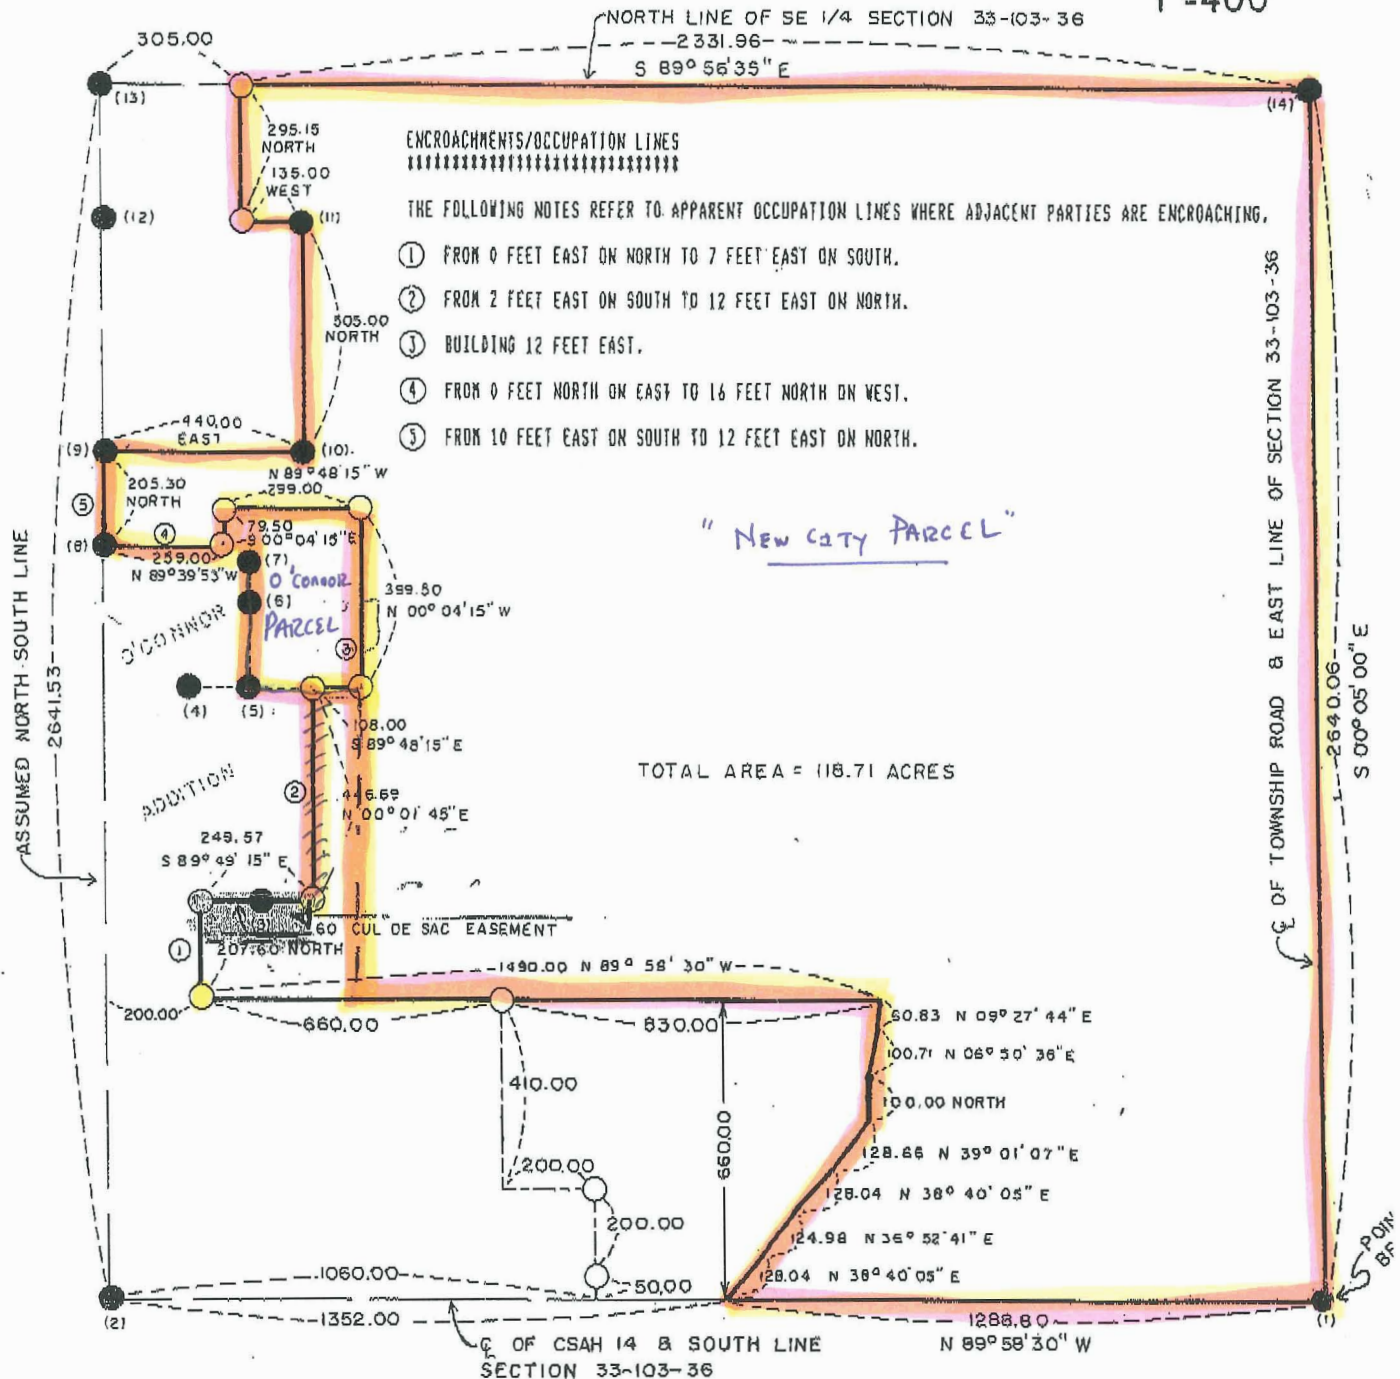 1"=400'
NORTH LINE OF SE 1/4 SECTION 33-103-36
305.00
2331.96
S 89° 56' 35" E
(13)
(14)
295.15
NORTH
135.00
WEST
(12)
(11)
ENCROACHMENTS/OCCUPATION LINES
THE FOLLOWING NOTES REFER TO APPARENT OCCUPATION LINES WHERE ADJACENT PARTIES ARE ENCROACHING.
① FROM 0 FEET EAST ON NORTH TO 7 FEET EAST ON SOUTH.
② FROM 2 FEET EAST ON SOUTH TO 12 FEET EAST ON NORTH.
③ BUILDING 12 FEET EAST.
④ FROM 0 FEET NORTH ON EAST TO 16 FEET NORTH ON WEST.
⑤ FROM 10 FEET EAST ON SOUTH TO 12 FEET EAST ON NORTH.
505.00
NORTH
440.00
EAST
(9)
(10)
N 89° 48' 15" W
299.00
205.30
NORTH
⑤
④
79.50
S 00° 04' 15" E
(8)
259.00
N 89° 39' 53" W
(7)
O'CONNOR
(6)
PARCEL
399.50
N 00° 04' 15" W
③
"NEW CITY PARCEL"
O'CONNOR
ADDITION
(4)
(5)
108.00
S 89° 48' 15" E
②
446.69
N 00° 01' 45" E
TOTAL AREA = 118.71 ACRES
249.57
S 89° 49' 15" E
(3)
60 CUL DE SAC EASEMENT
①
207.60 NORTH
1490.00 N 89° 58' 30" W
200.00
660.00
830.00
60.83 N 09° 27' 44" E
100.71 N 06° 50' 36" E
100.00 NORTH
410.00
660.00
128.66 N 39° 01' 07" E
200.00
128.04 N 38° 40' 05" E
200.00
124.98 N 36° 52' 41" E
128.04 N 38° 40' 05" E
1060.00
50.00
(2)
1352.00
1288.80
N 89° 58' 30" W
(1)
℄ OF CSAH 14 & SOUTH LINE
SECTION 33-103-36
ASSUMED NORTH-SOUTH LINE
2641.53
℄ OF TOWNSHIP ROAD & EAST LINE OF SECTION 33-103-36
2640.06
S 00° 05' 00" E